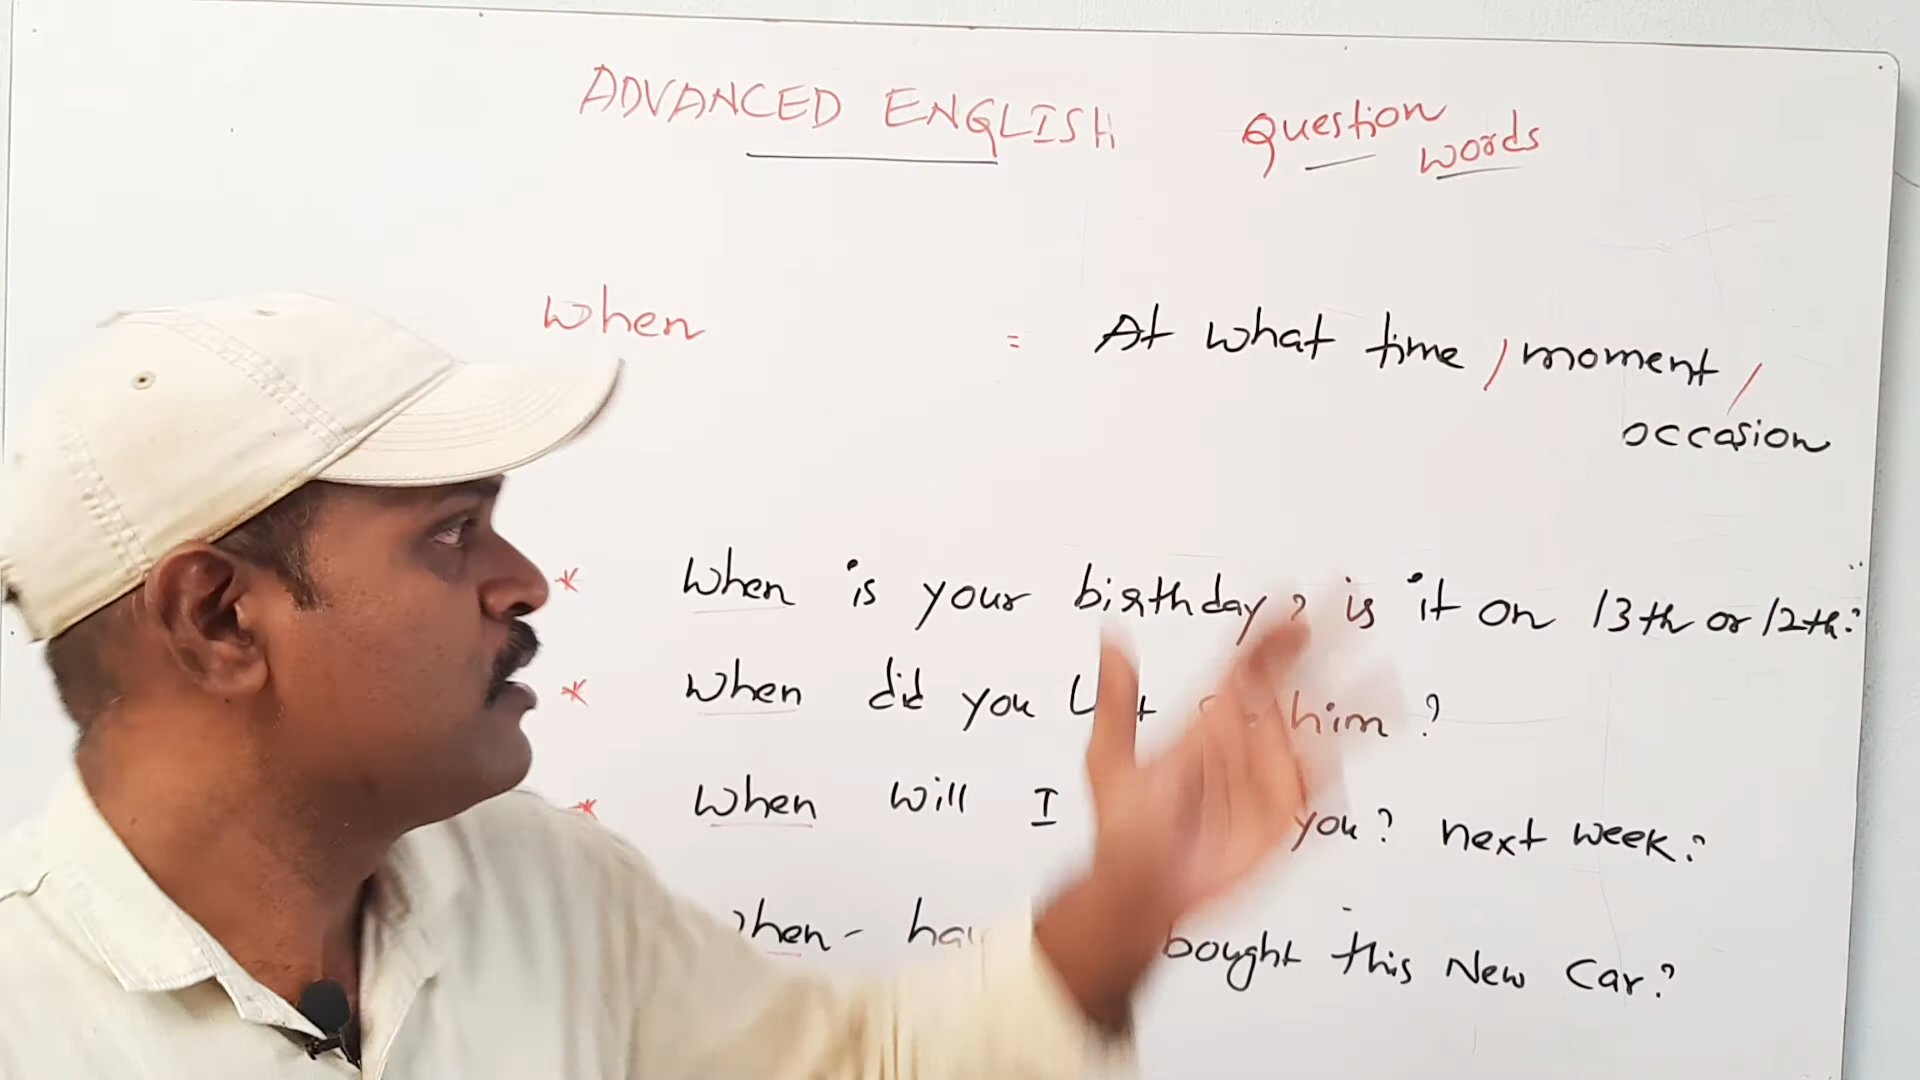 ADVANCED ENGLISH
Question
words
When = At what time / moment /
occasion
* When is your birthday? is it on 13th or 12th?
* When did you him ?
* When will I you? next week?
bought this New Car?